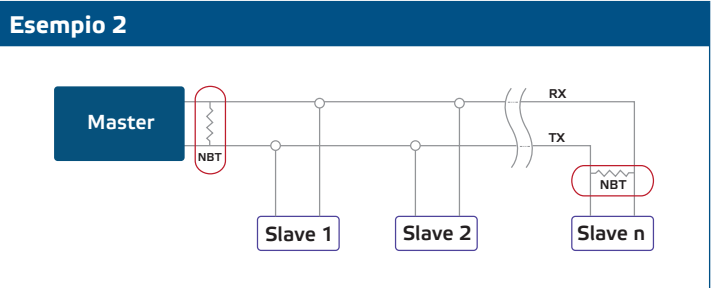 Esempio 2
RX
Master
TX
NBT
NBT
Slave 1
Slave 2
Slave n